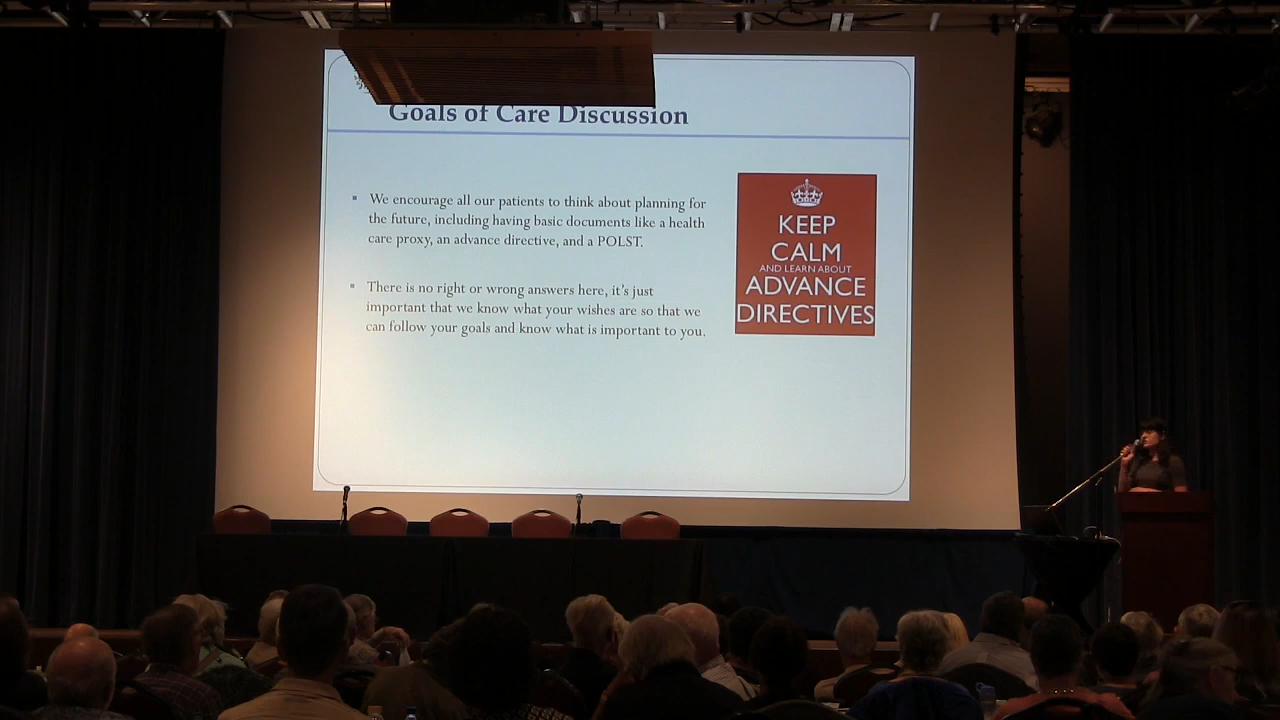 Goals of Care Discussion
We encourage all our patients to think about planning for
the future, including having basic documents like a health
care proxy, an advance directive, and a POLST.
There is no right or wrong answers here, it's just
important that we know what your wishes are so that we
can follow your goals and know what is important to you.
KEEP
CALM
AND LEARN ABOUT
ADVANCE
DIRECTIVES